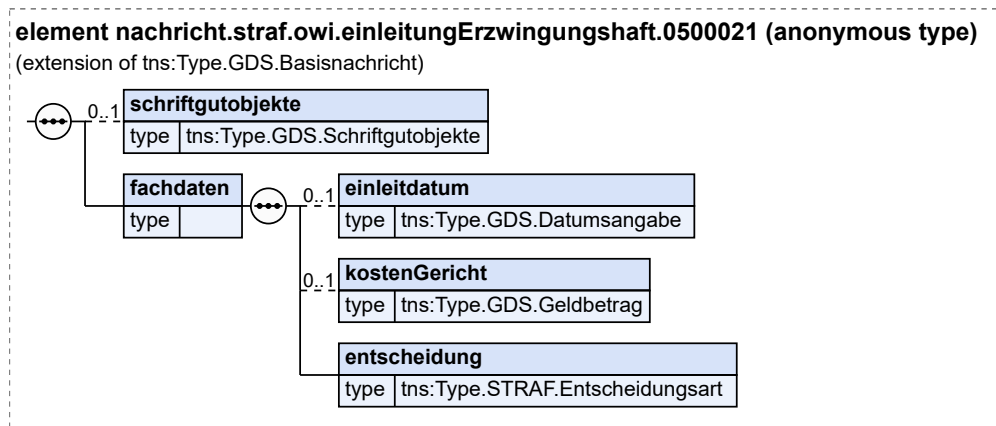 element nachricht.straf.owi.einleitungErzwingungshaft.0500021 (anonymous type)
(extension of tns:Type.GDS.Basisnachricht)
0..1
schriftgutobjekte
type tns:Type.GDS.Schriftgutobjekte
fachdaten
type
0..1
einleitdatum
type tns:Type.GDS.Datumsangabe
0..1
kostenGericht
type tns:Type.GDS.Geldbetrag
entscheidung
type tns:Type.STRAF.Entscheidungsart